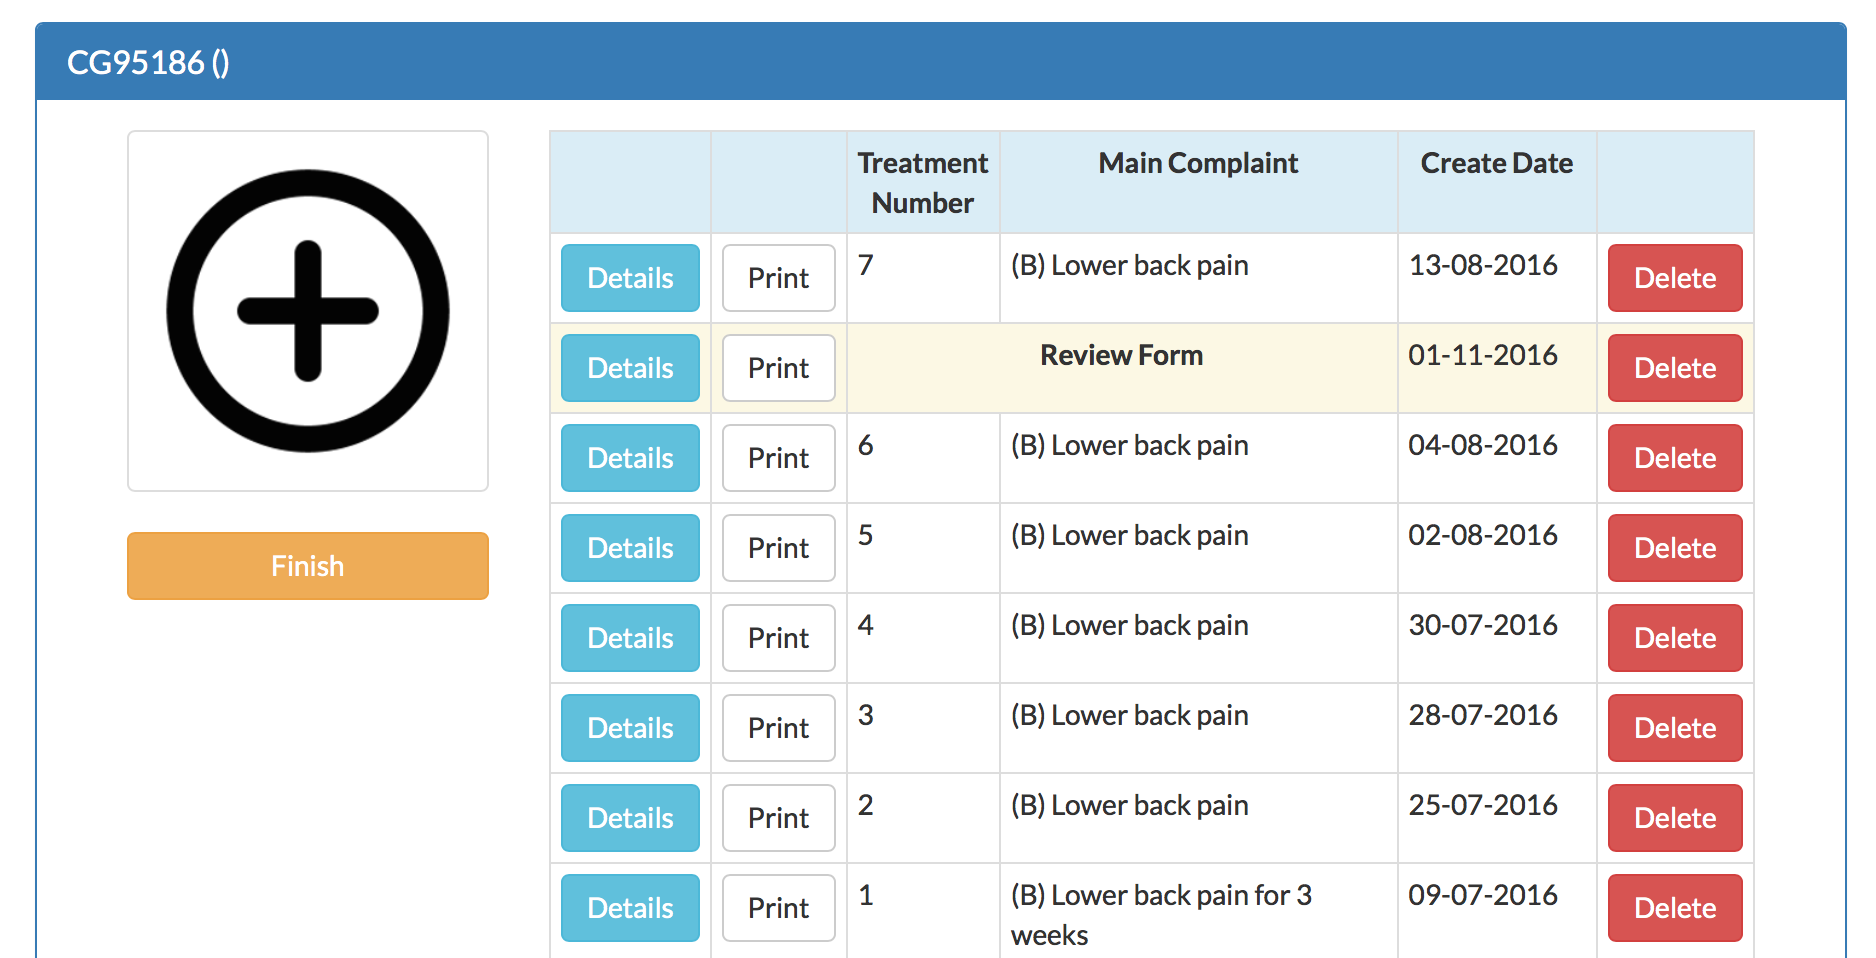 CG95186 ()
Treatment Number Main Complaint Create Date
Details Print 7 (B) Lower back pain 13-08-2016 Delete
Details Print Review Form 01-11-2016 Delete
Details Print 6 (B) Lower back pain 04-08-2016 Delete
Finish
Details Print 5 (B) Lower back pain 02-08-2016 Delete
Details Print 4 (B) Lower back pain 30-07-2016 Delete
Details Print 3 (B) Lower back pain 28-07-2016 Delete
Details Print 2 (B) Lower back pain 25-07-2016 Delete
Details Print 1 (B) Lower back pain for 3 weeks 09-07-2016 Delete